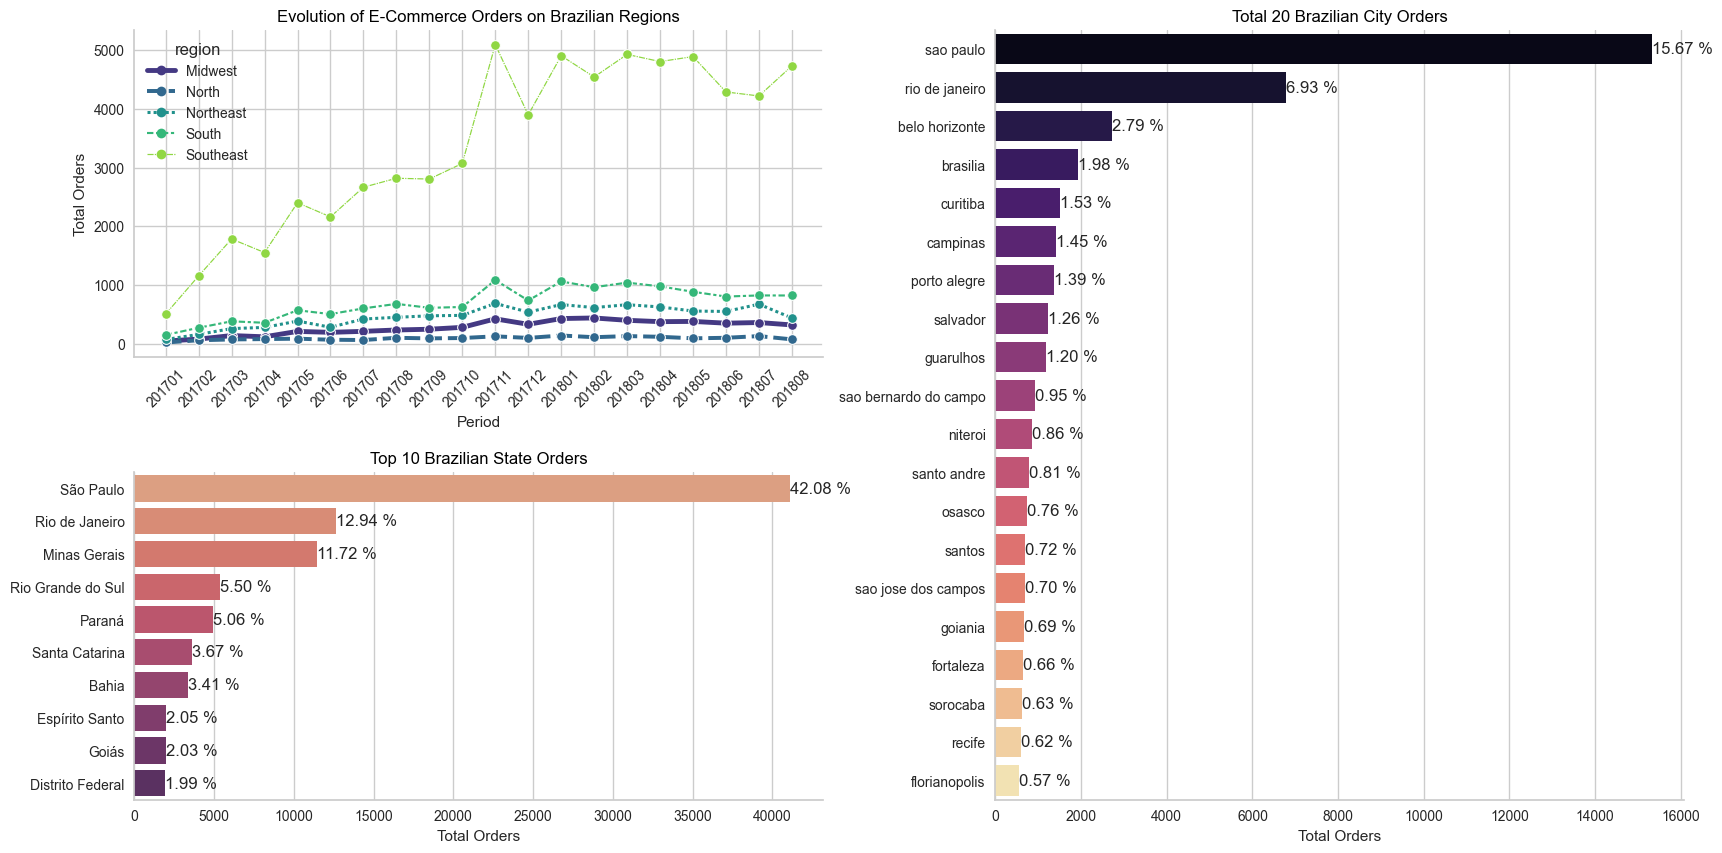 Evolution of E-Commerce Orders on Brazilian Regions
Total Orders
5000
4000
3000
2000
1000
0
region
Midwest
North
Northeast
South
Southeast
201701
201702
201703
201704
201705
201706
201707
201708
201709
201710
201711
201712
201801
201802
201803
201804
201805
201806
201807
201808
Period
Top 10 Brazilian State Orders
São Paulo 42.08 %
Rio de Janeiro 12.94 %
Minas Gerais 11.72 %
Rio Grande do Sul 5.50 %
Paraná 5.06 %
Santa Catarina 3.67 %
Bahia 3.41 %
Espírito Santo 2.05 %
Goiás 2.03 %
Distrito Federal 1.99 %
0 5000 10000 15000 20000 25000 30000 35000 40000
Total Orders
Total 20 Brazilian City Orders
sao paulo 15.67 %
rio de janeiro 6.93 %
belo horizonte 2.79 %
brasilia 1.98 %
curitiba 1.53 %
campinas 1.45 %
porto alegre 1.39 %
salvador 1.26 %
guarulhos 1.20 %
sao bernardo do campo 0.95 %
niteroi 0.86 %
santo andre 0.81 %
osasco 0.76 %
santos 0.72 %
sao jose dos campos 0.70 %
goiania 0.69 %
fortaleza 0.66 %
sorocaba 0.63 %
recife 0.62 %
florianopolis 0.57 %
0 2000 4000 6000 8000 10000 12000 14000 16000
Total Orders